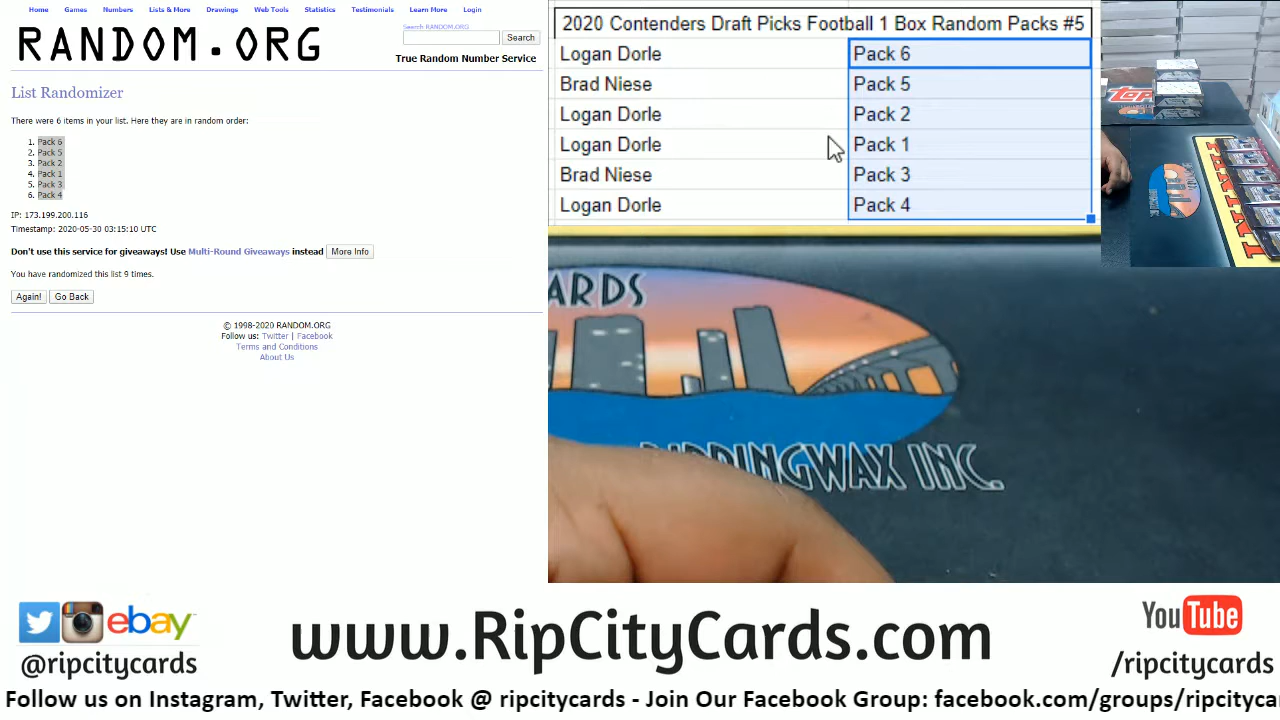 Home Games Numbers Lists & More Drawings Web Tools Statistics Testimonials Learn More Login
RANDOM.ORG
Search RANDOM.ORG
Search
True Random Number Service
List Randomizer
There were 6 items in your list. Here they are in random order:
1. Pack 6
2. Pack 5
3. Pack 2
4. Pack 1
5. Pack 3
6. Pack 4
IP: 173.199.200.116
Timestamp: 2020-05-30 03:15:10 UTC
Don't use this service for giveaways! Use Multi-Round Giveaways instead More Info
You have randomized this list 9 times.
Again! Go Back
© 1998-2020 RANDOM.ORG
Follow us: Twitter | Facebook
Terms and Conditions
About Us
2020 Contenders Draft Picks Football 1 Box Random Packs #5
Logan Dorle Pack 6
Brad Niese Pack 5
Logan Dorle Pack 2
Logan Dorle Pack 1
Brad Niese Pack 3
Logan Dorle Pack 4
ARDS
RIPPINGWAX INC.
ebay
@ripcitycards
www.RipCityCards.com
YouTube
/ripcitycards
Follow us on Instagram, Twitter, Facebook @ ripcitycards - Join Our Facebook Group: facebook.com/groups/ripcityca